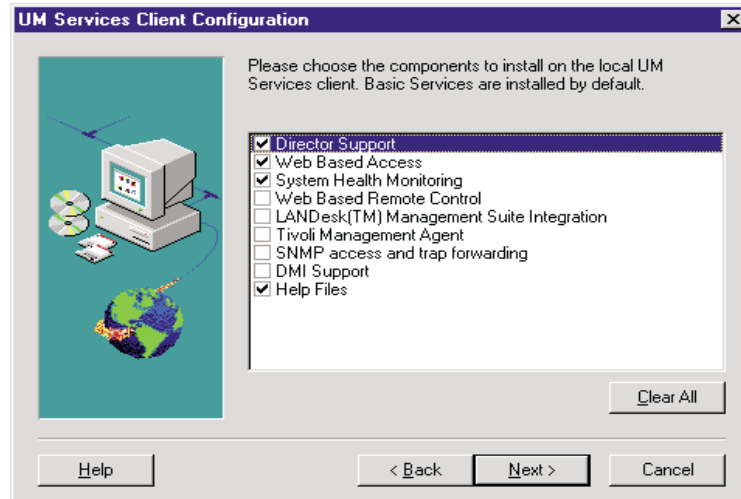 UM Services Client Configuration
Please choose the components to install on the local UM
Services client. Basic Services are installed by default.
Director Support
Web Based Access
System Health Monitoring
Web Based Remote Control
LANDesk(TM) Management Suite Integration
Tivoli Management Agent
SNMP access and trap forwarding
DMI Support
Help Files
Clear All
Help
< Back
Next >
Cancel